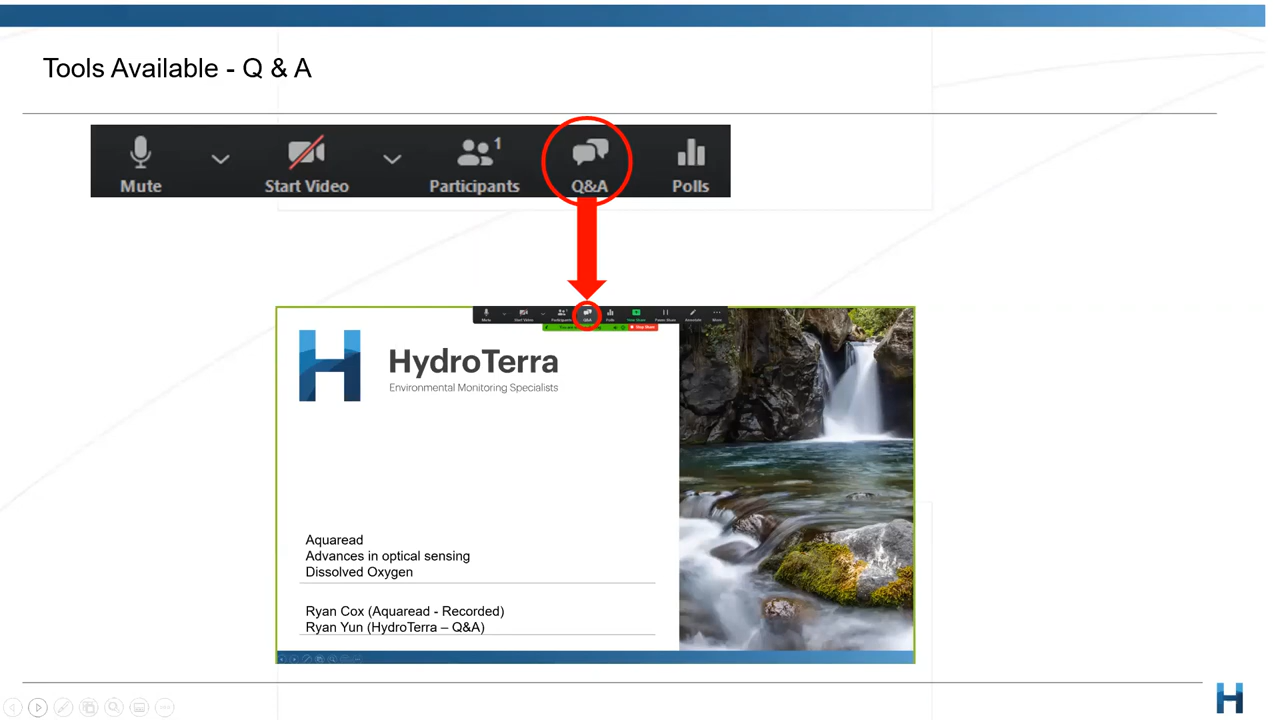 Tools Available - Q & A
Mute
Start Video
Participants
1
Q&A
Polls
HydroTerra
Environmental Monitoring Specialists
Aquaread
Advances in optical sensing
Dissolved Oxygen
Ryan Cox (Aquaread - Recorded)
Ryan Yun (HydroTerra – Q&A)